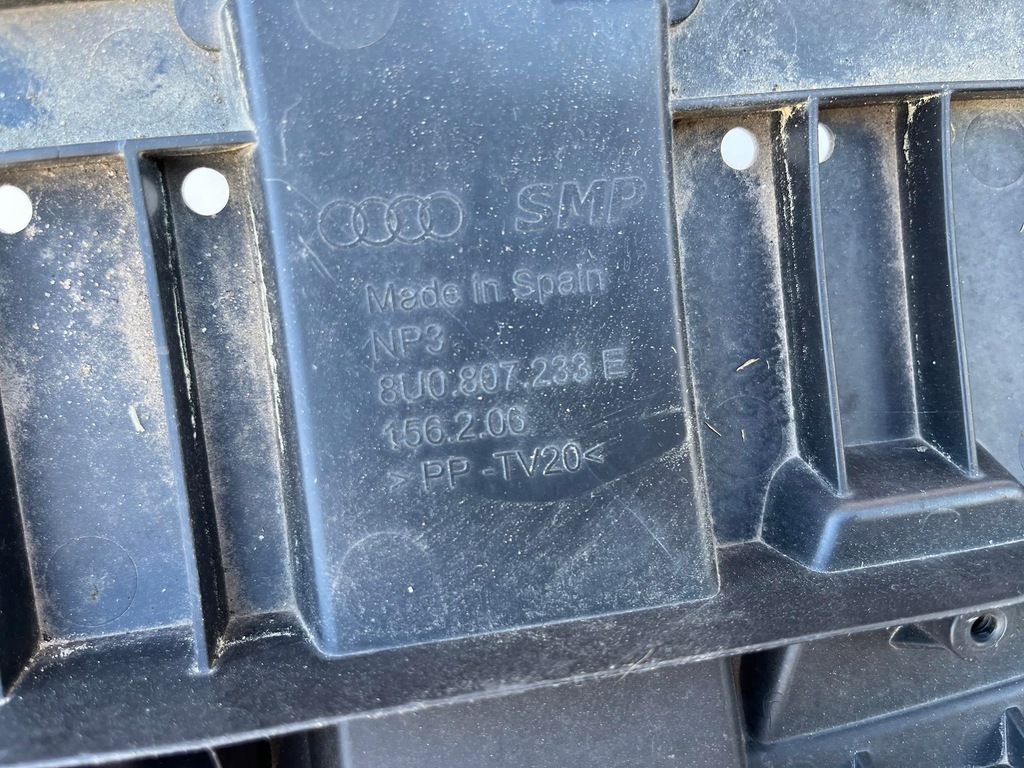 SMP
Made In Spain
NP3
8U0.807.233 E
156.2.06
> PP -TV20<